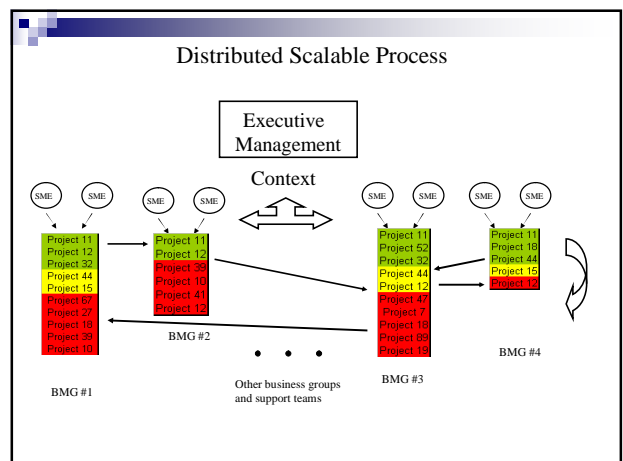 Distributed Scalable Process
Executive
Management
Context
SME
SME
SME
SME
SME
SME
SME
SME
Project 11
Project 12
Project 32
Project 44
Project 15
Project 67
Project 27
Project 18
Project 39
Project 10
BMG #1
Project 11
Project 12
Project 39
Project 18
Project 41
Project 12
BMG #2
Project 11
Project 52
Project 32
Project 44
Project 12
Project 47
Project 7
Project 18
Project 89
Project 19
BMG #3
Project 11
Project 18
Project 44
Project 15
Project 12
BMG #4
• • •
Other business groups
and support teams